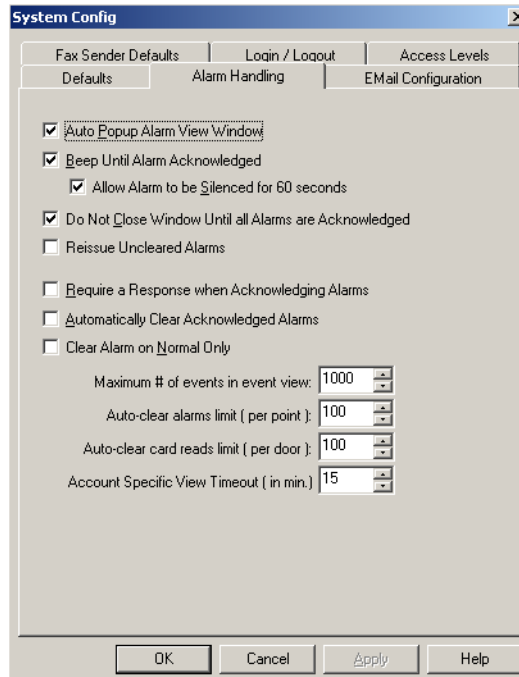 System Config
Fax Sender Defaults
Login / Logout
Access Levels
Defaults
Alarm Handling
EMail Configuration
Auto Popup Alarm View Window
Beep Until Alarm Acknowledged
Allow Alarm to be Silenced for 60 seconds
Do Not Close Window Until all Alarms are Acknowledged
Reissue Uncleared Alarms
Require a Response when Acknowledging Alarms
Automatically Clear Acknowledged Alarms
Clear Alarm on Normal Only
Maximum # of events in event view: 1000
Auto-clear alarms limit ( per point ): 100
Auto-clear card reads limit ( per door ): 100
Account Specific View Timeout ( in min.) 15
OK
Cancel
Apply
Help